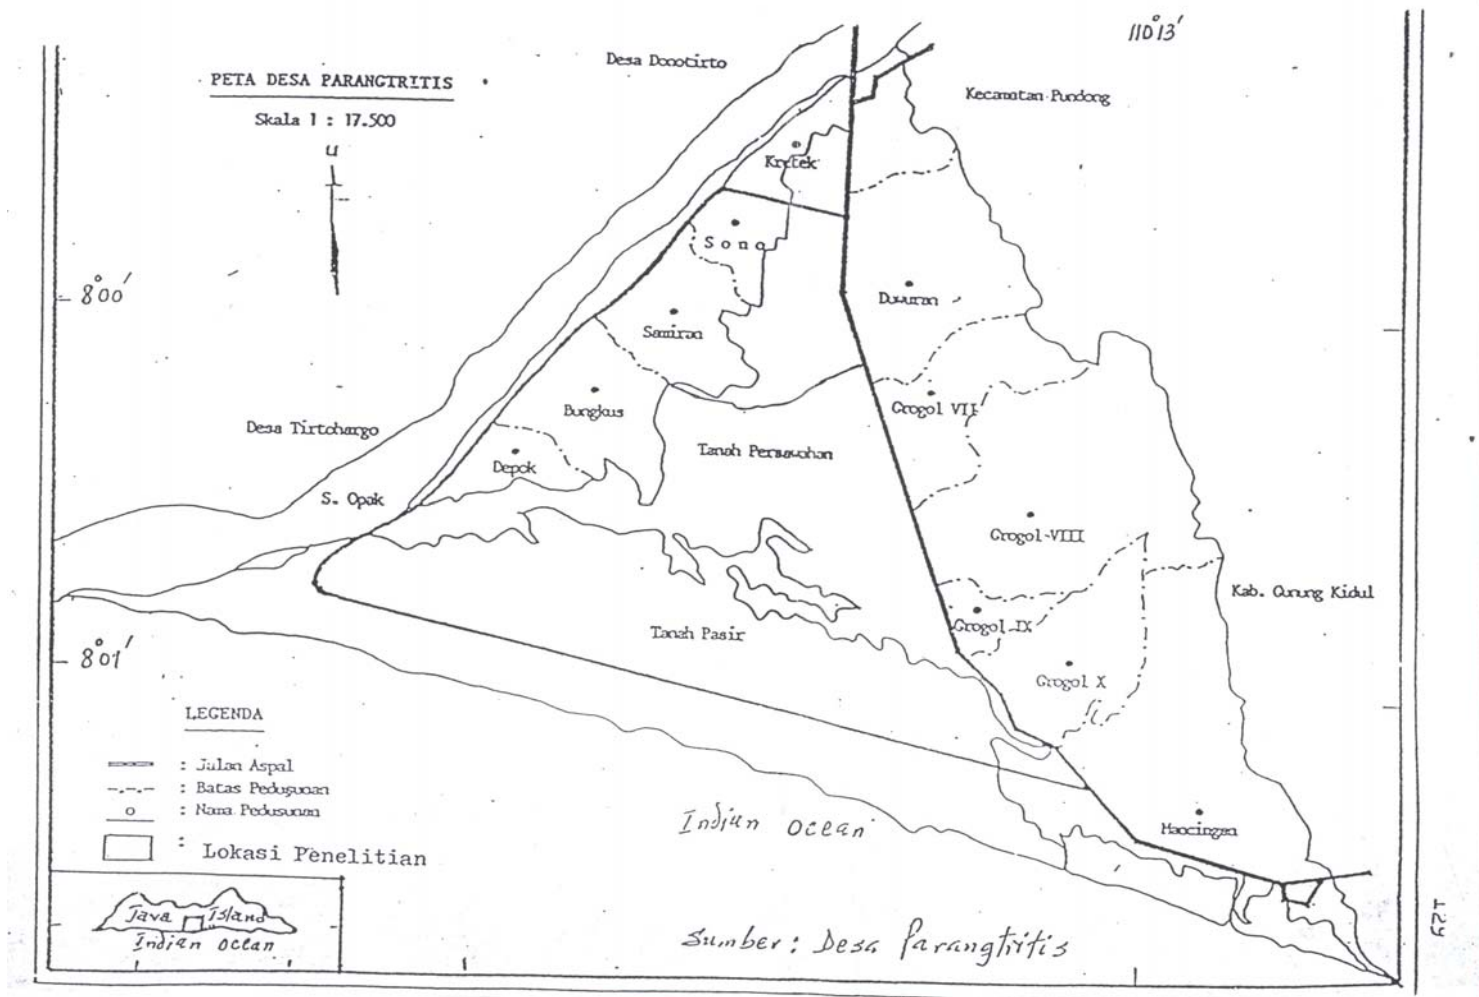 110°13'
Desa Donotirto
PETA DESA PARANGTRITIS
Skala 1 : 17.500
U
Kecamatan Pundong
Kretek
Sono
8°00'
Duwuran
Samiran
Grogol VII
Bungkus
Desa Tirtohargo
Tanah Persawahan
Depok
S. Opak
Grogol VIII
Kab. Gunung Kidul
Grogol IX
Tanah Pasir
8°01'
Grogol X
LEGENDA
: Jalan Aspal
: Batas Pedusunan
: Nama Pedusunan
: Lokasi Penelitian
Indian Ocean
Mancingan
Java Island
Indian Ocean
Sumber: Desa Parangtritis
129